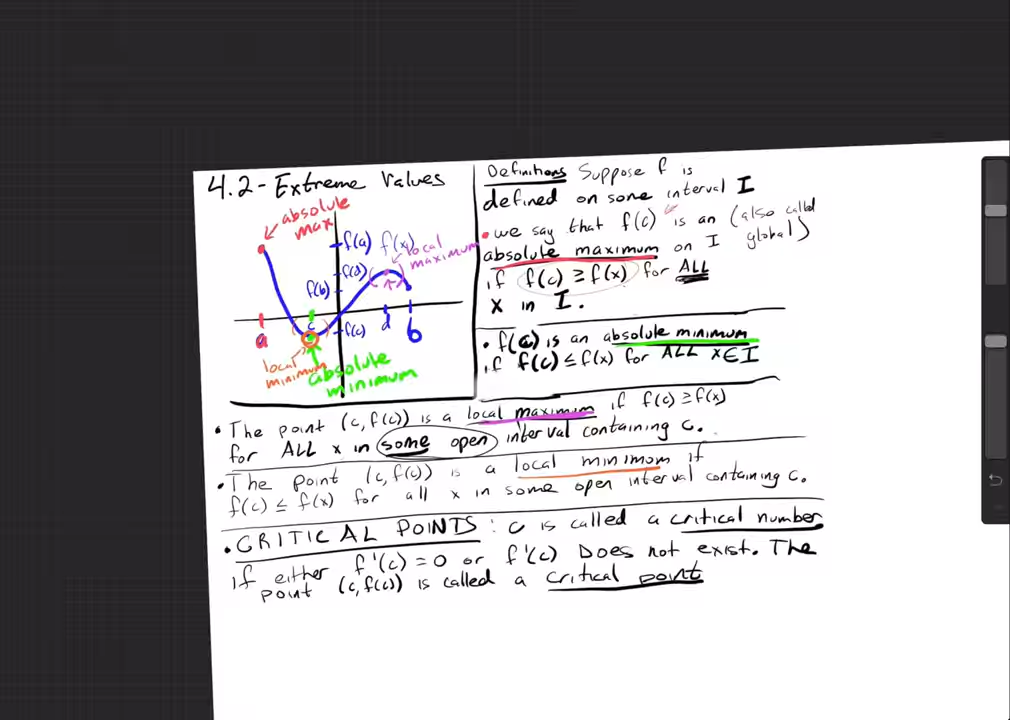 4.2 - Extreme Values
absolute
max
f(a) f(x)
local
maximum
f(d)
f(b)
a
c
d
b
f(c)
local
minimum
absolute
minimum
Definitions Suppose f is
defined on some interval I
• we say that f(c) is an (also called
global)
absolute maximum on I
if f(c) ≥ f(x) for ALL
x in I.
• f(c) is an absolute minimum
if f(c) ≤ f(x) for ALL x ∈ I
• The point (c, f(c)) is a local maximum if f(c) ≥ f(x)
for ALL x in some open interval containing c.
• The point (c, f(c)) is a local minimum if
f(c) ≤ f(x) for all x in some open interval containing c.
• CRITICAL POINTS : c is called a critical number
if either f'(c) = 0 or f'(c) Does not exist. The
point (c, f(c)) is called a critical point